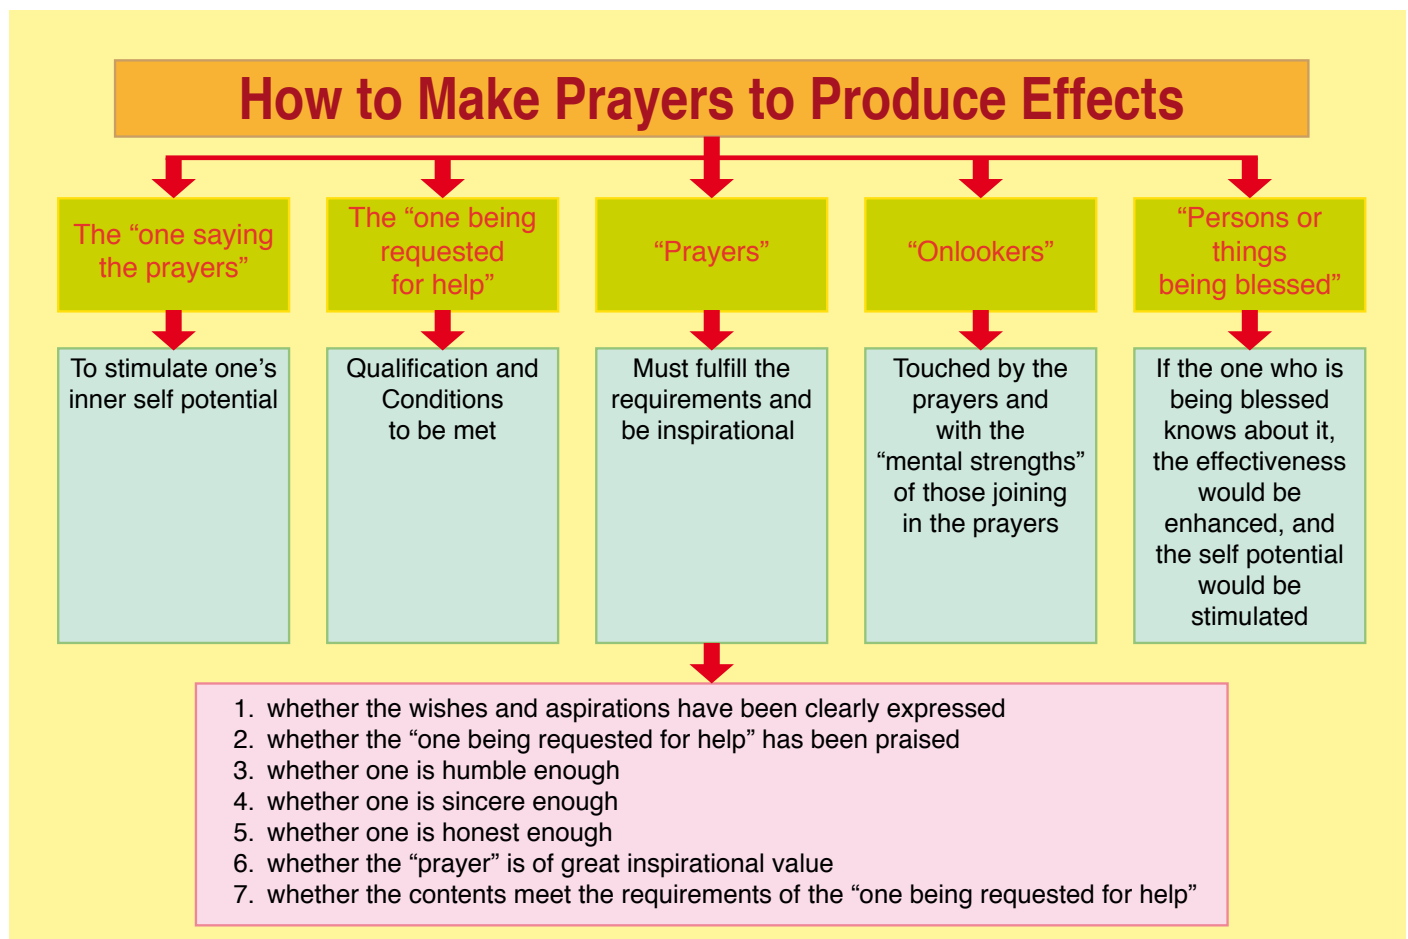 How to Make Prayers to Produce Effects
The “one saying
the prayers”
The “one being
requested
for help”
“Prayers”
“Onlookers”
“Persons or
things
being blessed”
To stimulate one’s
inner self potential
Qualification and
Conditions
to be met
Must fulfill the
requirements and
be inspirational
Touched by the
prayers and
with the
“mental strengths”
of those joining
in the prayers
If the one who is
being blessed
knows about it,
the effectiveness
would be
enhanced, and
the self potential
would be
stimulated
1. whether the wishes and aspirations have been clearly expressed
2. whether the “one being requested for help” has been praised
3. whether one is humble enough
4. whether one is sincere enough
5. whether one is honest enough
6. whether the “prayer” is of great inspirational value
7. whether the contents meet the requirements of the “one being requested for help”